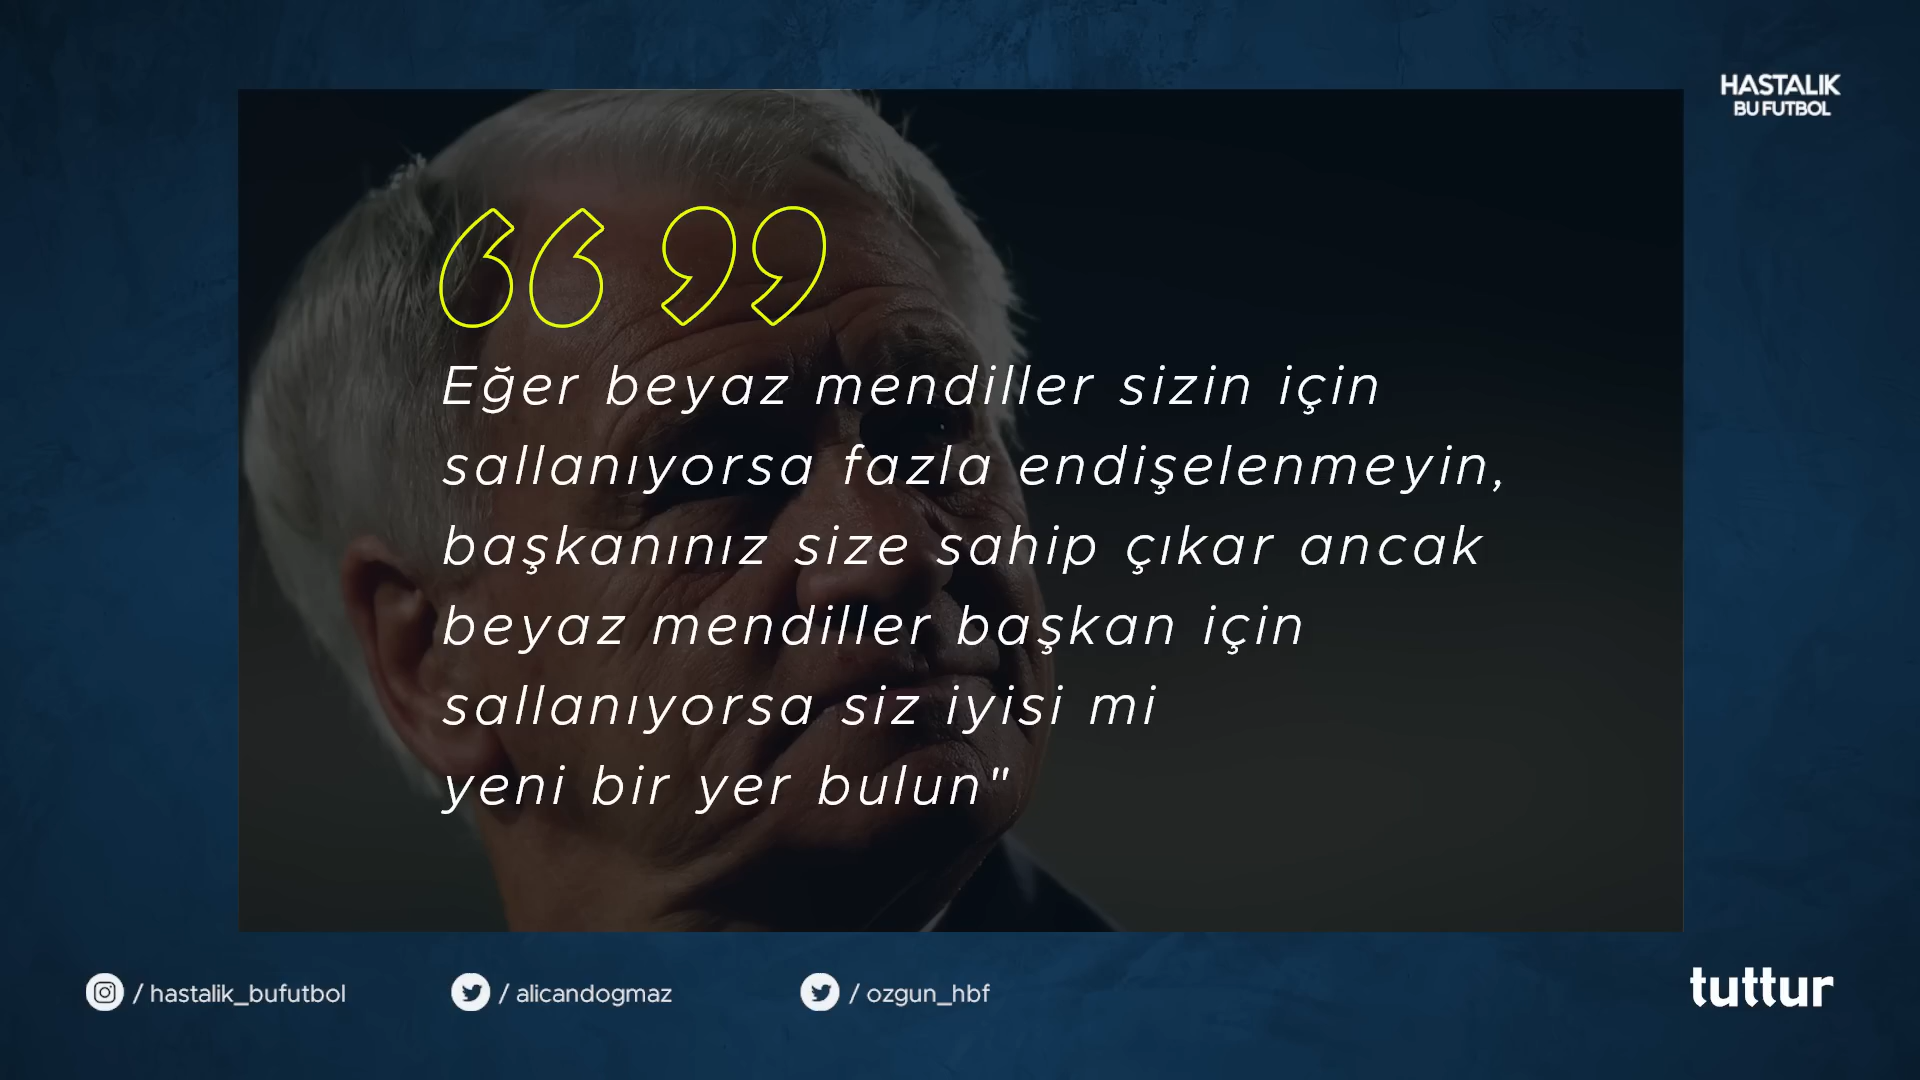 HASTALIK
BU FUTBOL
Eğer beyaz mendiller sizin için
sallanıyorsa fazla endişelenmeyin,
başkanınız size sahip çıkar ancak
beyaz mendiller başkan için
sallanıyorsa siz iyisi mi
yeni bir yer bulun"
/ hastalik_bufutbol
/ alicandogmaz
/ ozgun_hbf
tuttur